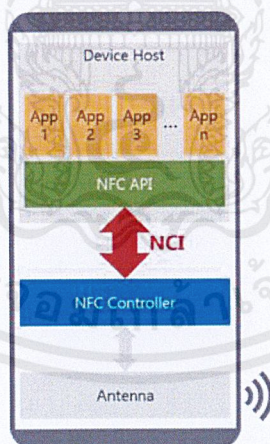 Device Host
App 1
App 2
App 3
...
App n
NFC API
NCI
NFC Controller
Antenna